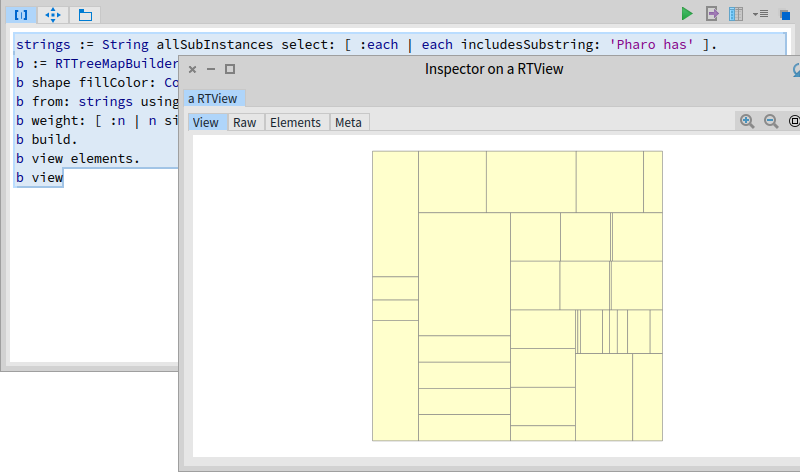 strings := String allSubInstances select: [ :each | each includesSubstring: 'Pharo has' ].
b := RTTreeMapBuilder
b shape fillColor: Co
b from: strings using
b weight: [ :n | n si
b build.
b view elements.
b view
Inspector on a RTView
a RTView
View Raw Elements Meta